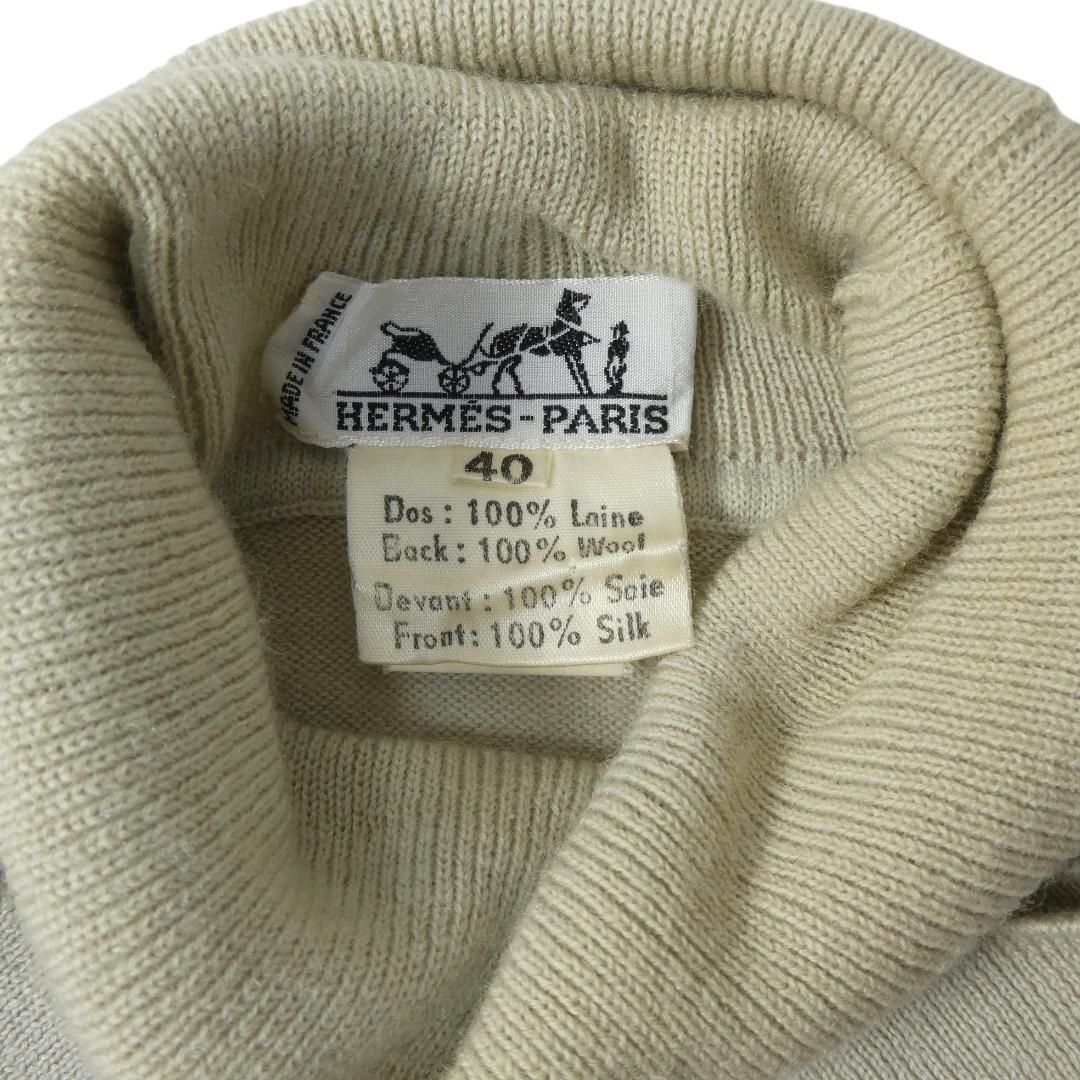 MADE IN FRANCE
HERMÈS-PARIS
40
Dos : 100% Laine
Back : 100% Wool
Devant : 100% Soie
Front : 100% Silk